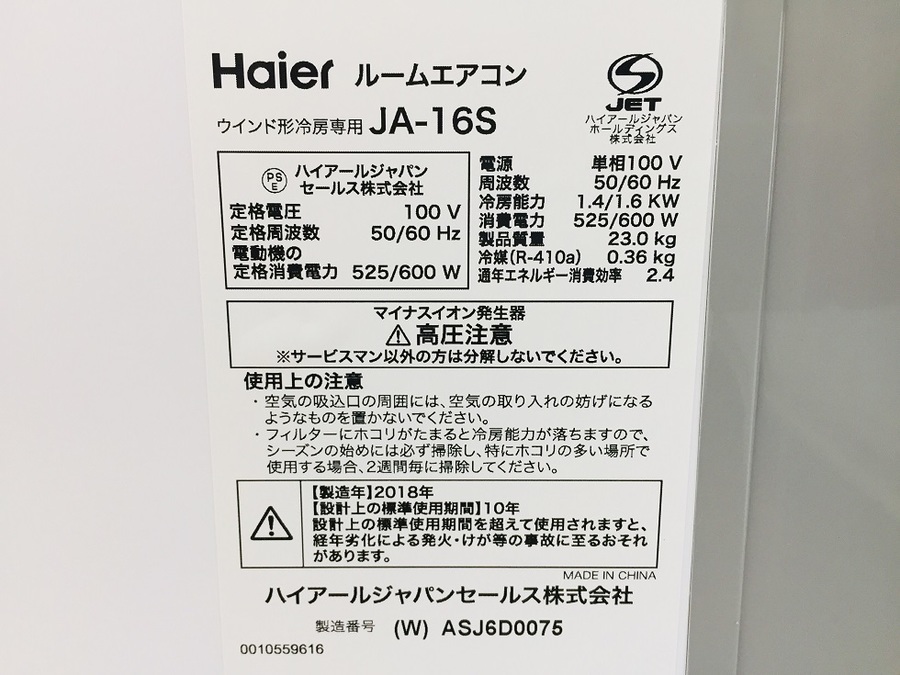 Haier ルームエアコン
ウインド形冷房専用 JA-16S
JET
ハイアールジャパン
ホールディングス
株式会社
PS
E
ハイアールジャパン
セールス株式会社
定格電圧 100 V
定格周波数 50/60 Hz
電動機の
定格消費電力 525/600 W
電源 単相100 V
周波数 50/60 Hz
冷房能力 1.4/1.6 KW
消費電力 525/600 W
製品質量 23.0 kg
冷媒(R-410a) 0.36 kg
通年エネルギー消費効率 2.4
マイナスイオン発生器
高圧注意
※サービスマン以外の方は分解しないでください。
使用上の注意
・空気の吸込口の周囲には、空気の取り入れの妨げになる
ようなものを置かないでください。
・フィルターにホコリがたまると冷房能力が落ちますので、
シーズンの始めには必ず掃除し、特にホコリの多い場所で
使用する場合、2週間毎に掃除してください。
【製造年】2018年
【設計上の標準使用期間】10年
設計上の標準使用期間を超えて使用されますと、
経年劣化による発火・けが等の事故に至るおそれ
があります。
MADE IN CHINA
ハイアールジャパンセールス株式会社
製造番号 (W) ASJ6D0075
0010559616